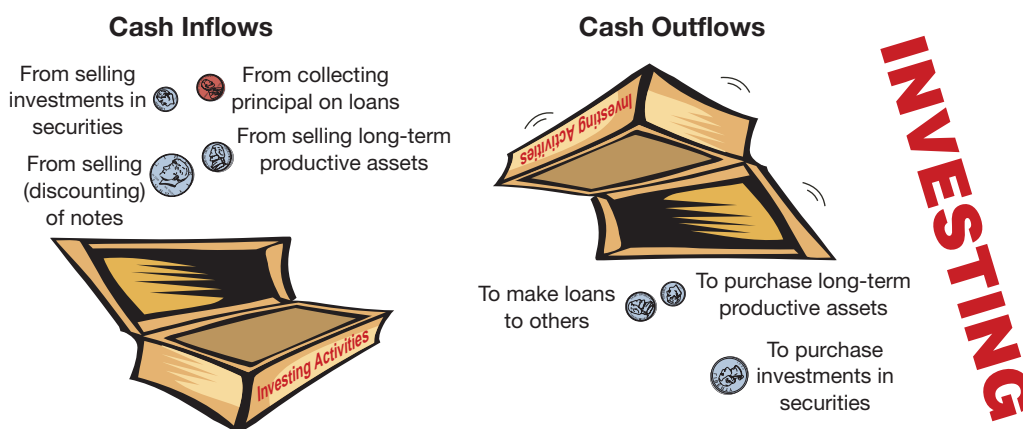 Cash Inflows
From selling
investments in
securities
From collecting
principal on loans
From selling long-term
productive assets
From selling
(discounting)
of notes
Investing Activities
Cash Outflows
Investing Activities
To make loans
to others
To purchase long-term
productive assets
To purchase
investments in
securities
INVESTING